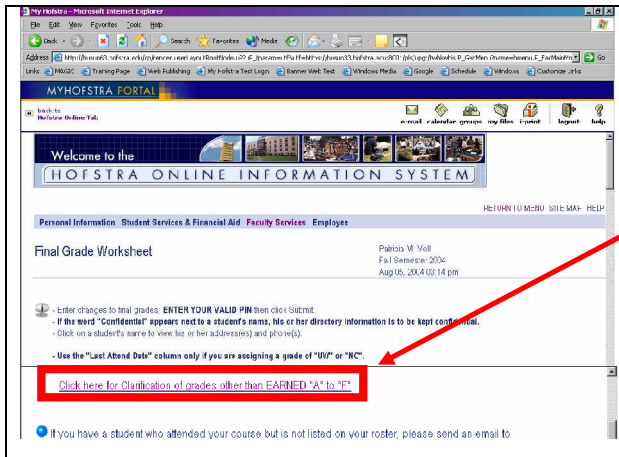 My Hofstra - Microsoft Internet Explorer
File Edit View Favorites Tools Help
Back Search Favorites Media
Address Go
Links MAGIC Training Page Web Publishing My Hofstra Test Login Banner Web Test Windows Media Google Schedule Windows Customize Links
MYHOFSTRA PORTAL
back to
Hofstra Online Tab
e-mail calendar groups my files i-print logout help
Welcome to the
HOFSTRA ONLINE INFORMATION SYSTEM
RETURN TO MENU SITE MAP HELP
Personal Information Student Services & Financial Aid Faculty Services Employee
Final Grade Worksheet
Fall Semester 2004
Aug 05, 2004 03:14 pm
- Enter changes to final grades, ENTER YOUR VALID PIN then click Submit.
- If the word "Confidential" appears next to a student's name, his or her directory information is to be kept confidential.
- Click on a student's name to view his or her address(es) and phone(s).
- Use the "Last Attend Date" column only if you are assigning a grade of "UW" or "NC".
Click here for Clarification of grades other than EARNED "A" to "F"
If you have a student who attended your course but is not listed on your roster, please send an email to